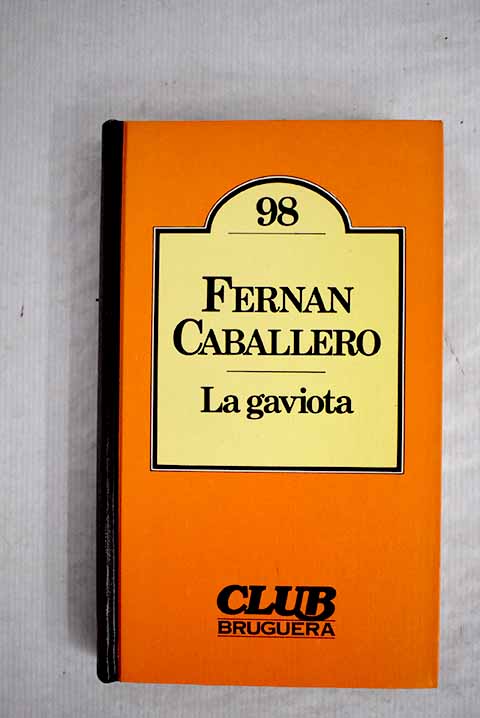 98
FERNAN
CABALLERO
La gaviota
CLUB
BRUGUERA